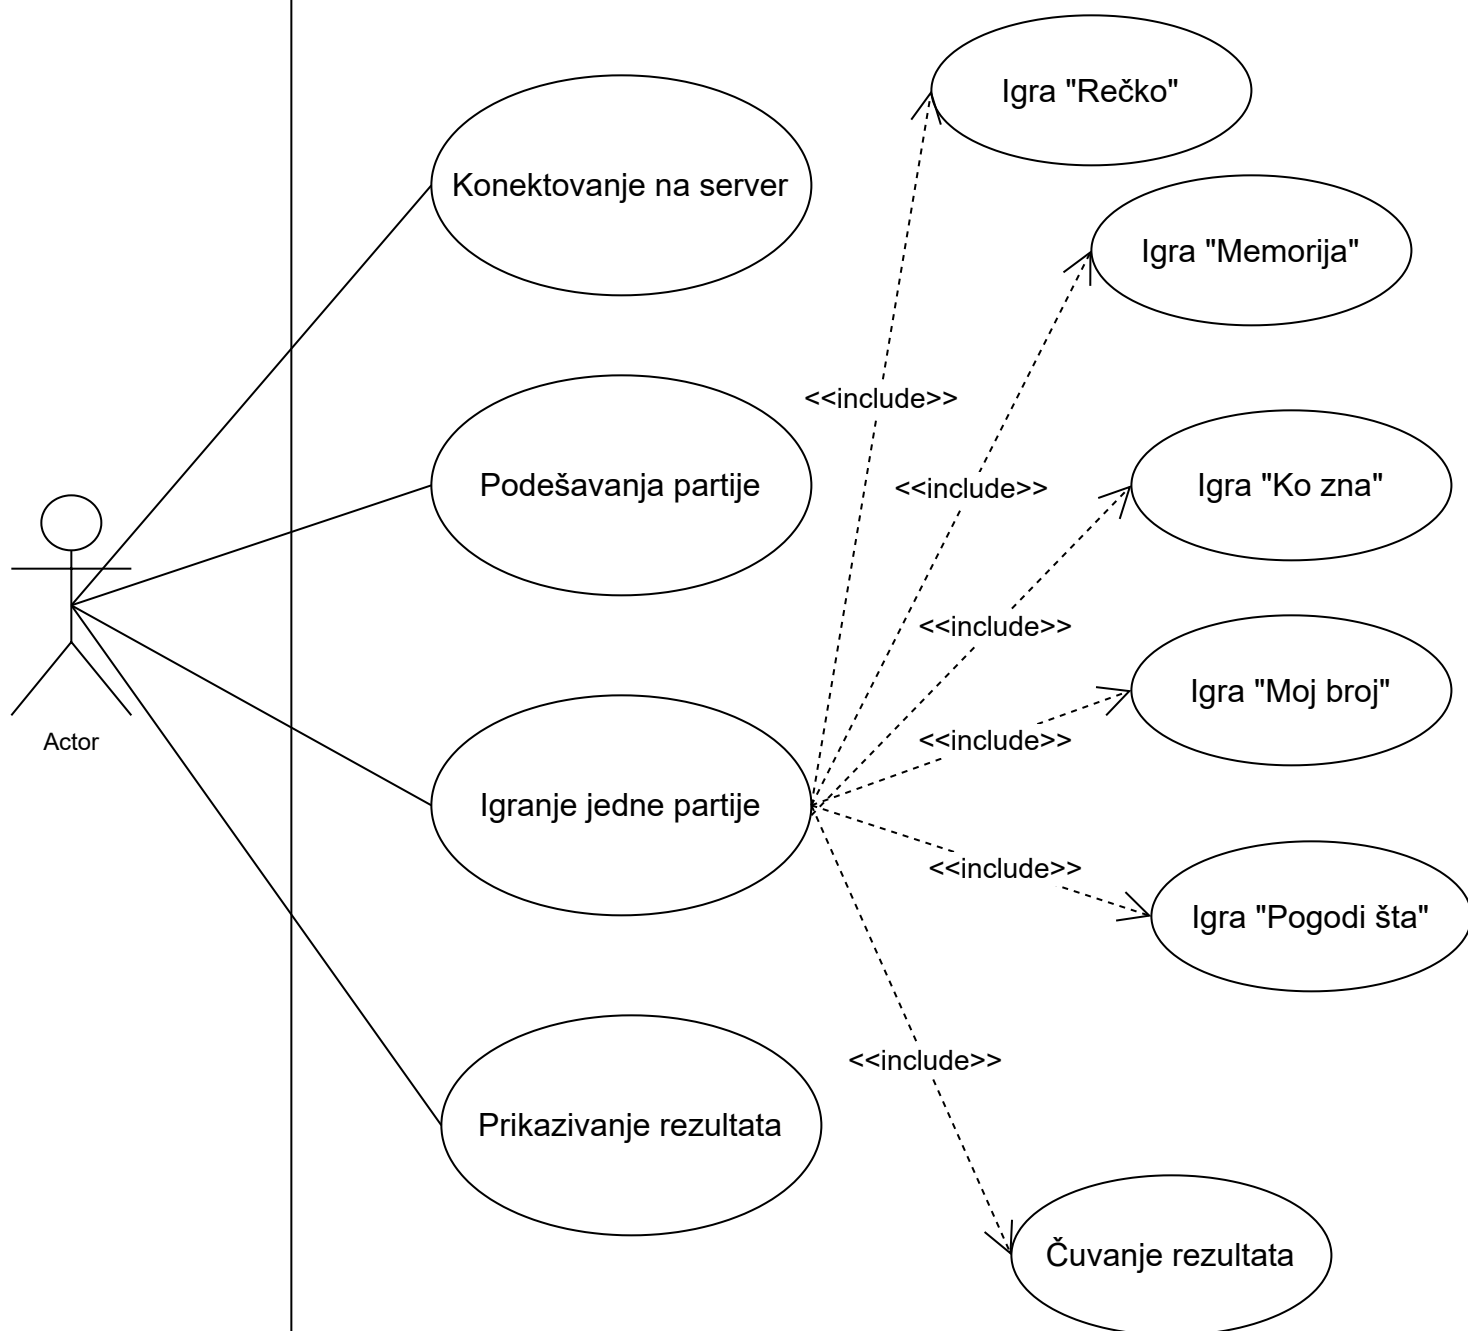 Igra "Rečko"
Konektovanje na server
Igra "Memorija"
<<include>>
Podešavanja partije
<<include>>
Igra "Ko zna"
<<include>>
Igra "Moj broj"
Actor
<<include>>
Igranje jedne partije
<<include>>
Igra "Pogodi šta"
<<include>>
Prikazivanje rezultata
Čuvanje rezultata